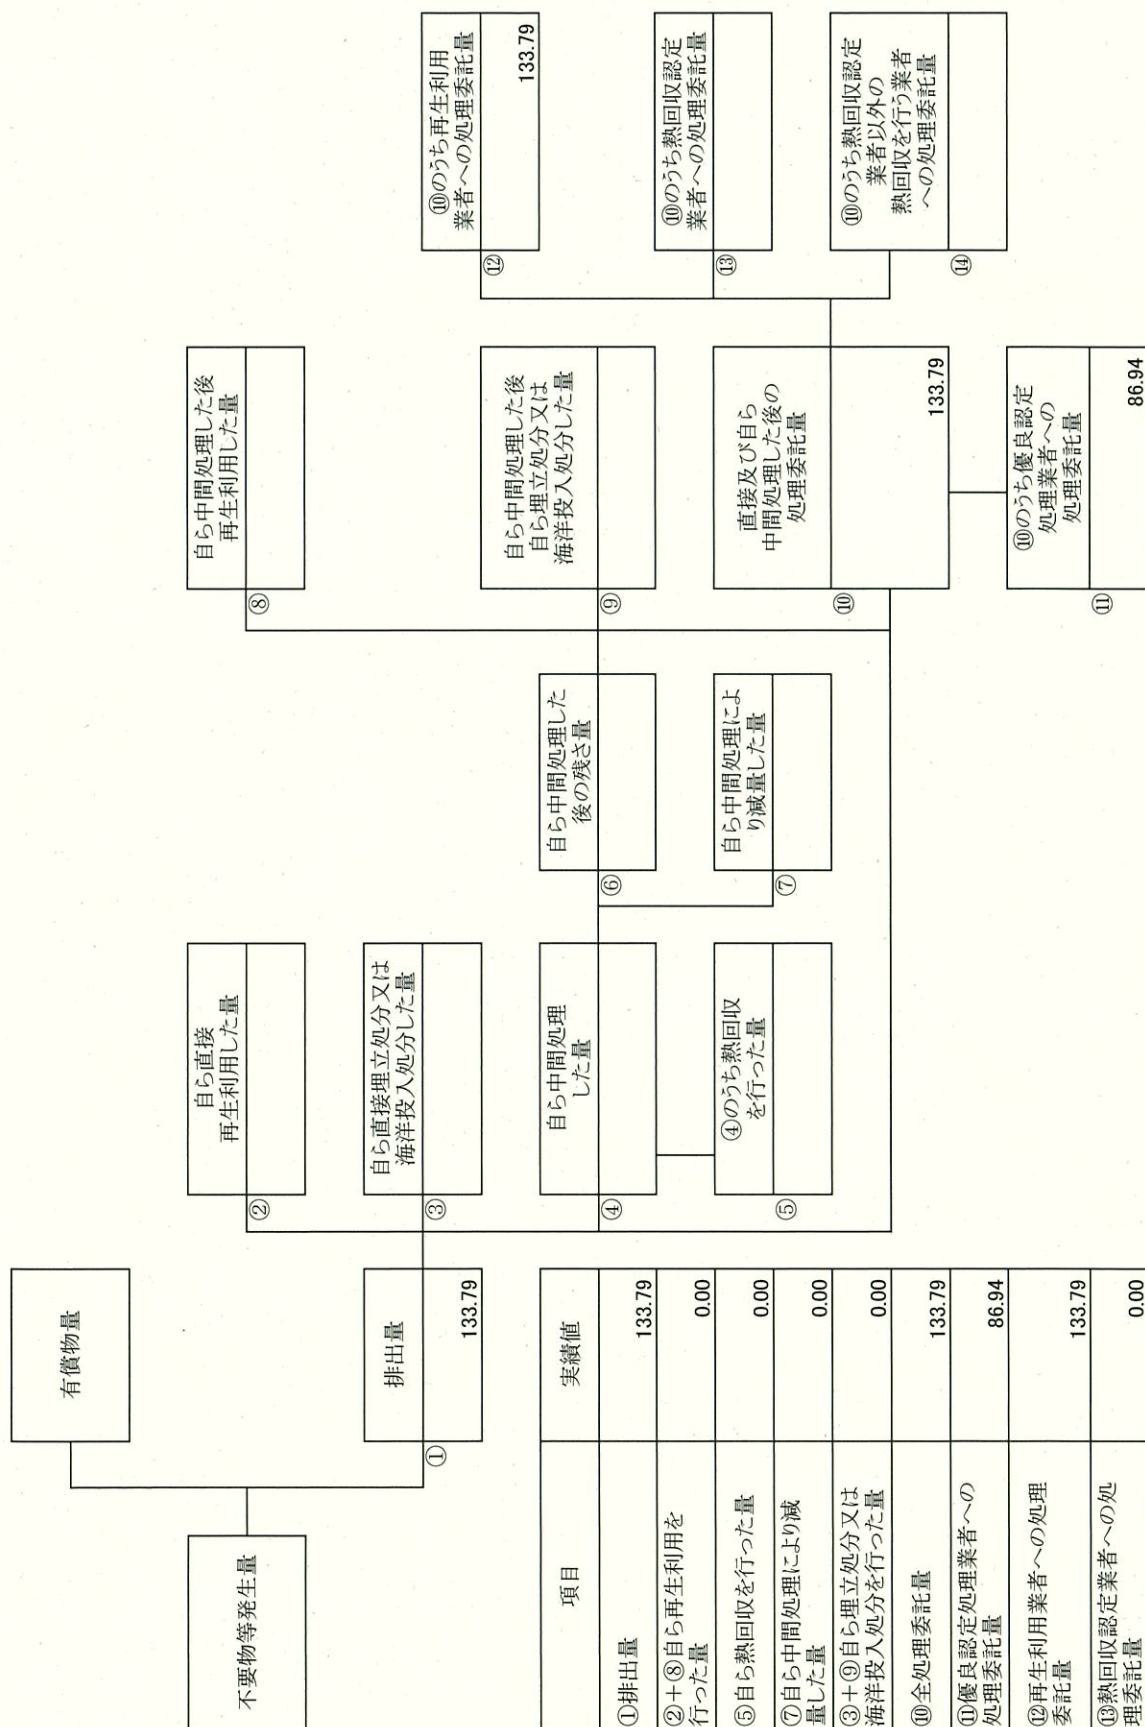 不要物等発生量
有償物量
排出量
①
133.79
自ら直接
再生利用した量
②
自ら直接埋立処分又は
海洋投入処分した量
③
自ら中間処理
した量
④
④のうち熱回収
を行った量
⑤
自ら中間処理した
後の残さ量
⑥
自ら中間処理によ
り減量した量
⑦
自ら中間処理した後
再生利用した量
⑧
自ら中間処理した後
自ら埋立処分又は
海洋投入処分した量
⑨
直接及び自ら
中間処理した後の
処理委託量
⑩
133.79
⑩のうち優良認定
処理業者への
処理委託量
⑪
86.94
⑩のうち再生利用
業者への処理委託量
⑫
133.79
⑩のうち熱回収認定
業者への処理委託量
⑬
⑩のうち熱回収認定
業者以外の
熱回収を行う業者
への処理委託量
⑭
項目
実績値
①排出量
133.79
②+⑧自ら再生利用を
行った量
0.00
⑤自ら熱回収を行った量
0.00
⑦自ら中間処理により減
量した量
0.00
③+⑨自ら埋立処分又は
海洋投入処分を行った量
0.00
⑩全処理委託量
133.79
⑪優良認定処理業者への
処理委託量
86.94
⑫再生利用業者への処理
委託量
133.79
⑬熱回収認定業者への処
理委託量
0.00